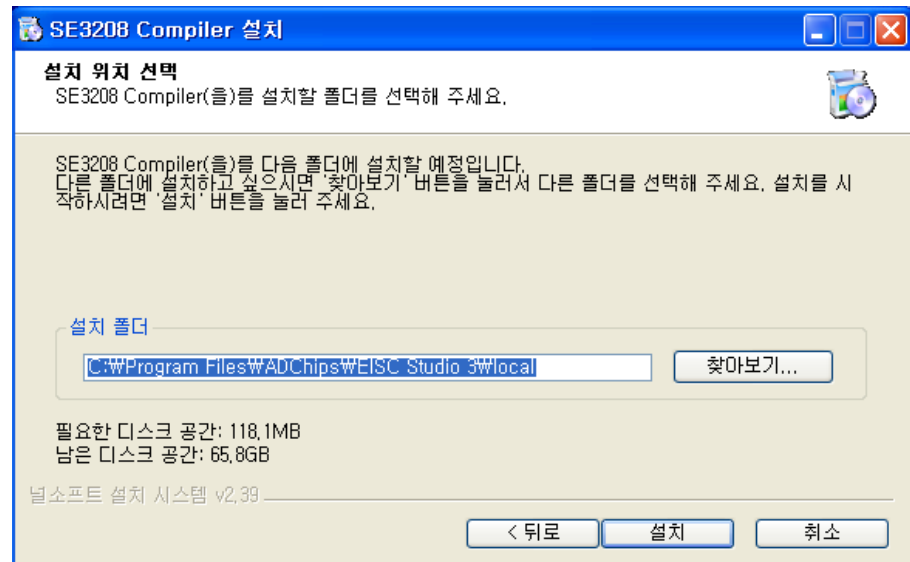 SE3208 Compiler 설치
설치 위치 선택
SE3208 Compiler(을)를 설치할 폴더를 선택해 주세요.
SE3208 Compiler(을)를 다음 폴더에 설치할 예정입니다.
다른 폴더에 설치하고 싶으시면 '찾아보기' 버튼을 눌러서 다른 폴더를 선택해 주세요. 설치를 시
작하시려면 '설치' 버튼을 눌러 주세요.
설치 폴더
C:₩Program Files₩ADChips₩EISC Studio 3₩local
찾아보기...
필요한 디스크 공간: 118.1MB
남은 디스크 공간: 65.8GB
널소프트 설치 시스템 v2.39
< 뒤로
설치
취소